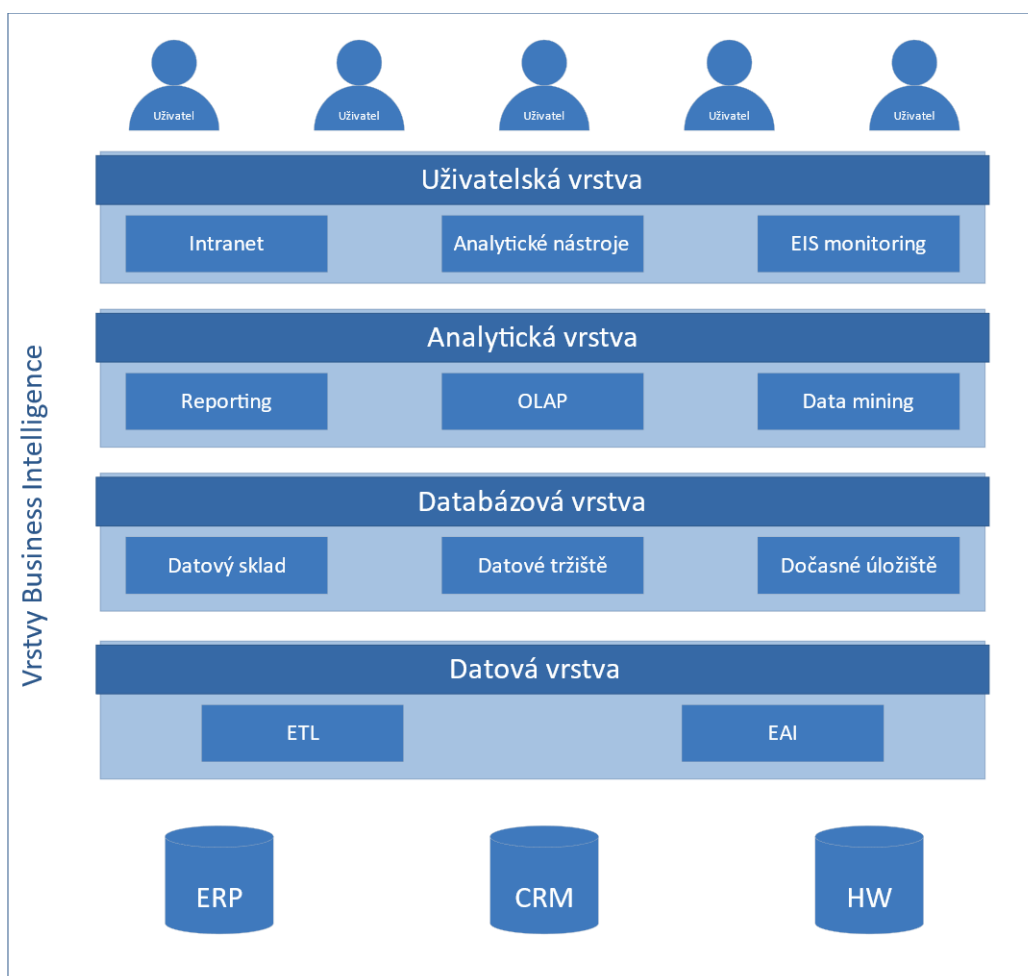 Uživatel
Uživatel
Uživatel
Uživatel
Uživatel
Uživatelská vrstva
Intranet
Analytické nástroje
EIS monitoring
Analytická vrstva
Reporting
OLAP
Data mining
Databázová vrstva
Datový sklad
Datové tržiště
Dočasné úložiště
Datová vrstva
ETL
EAI
ERP
CRM
HW
Vrstvy Business Intelligence